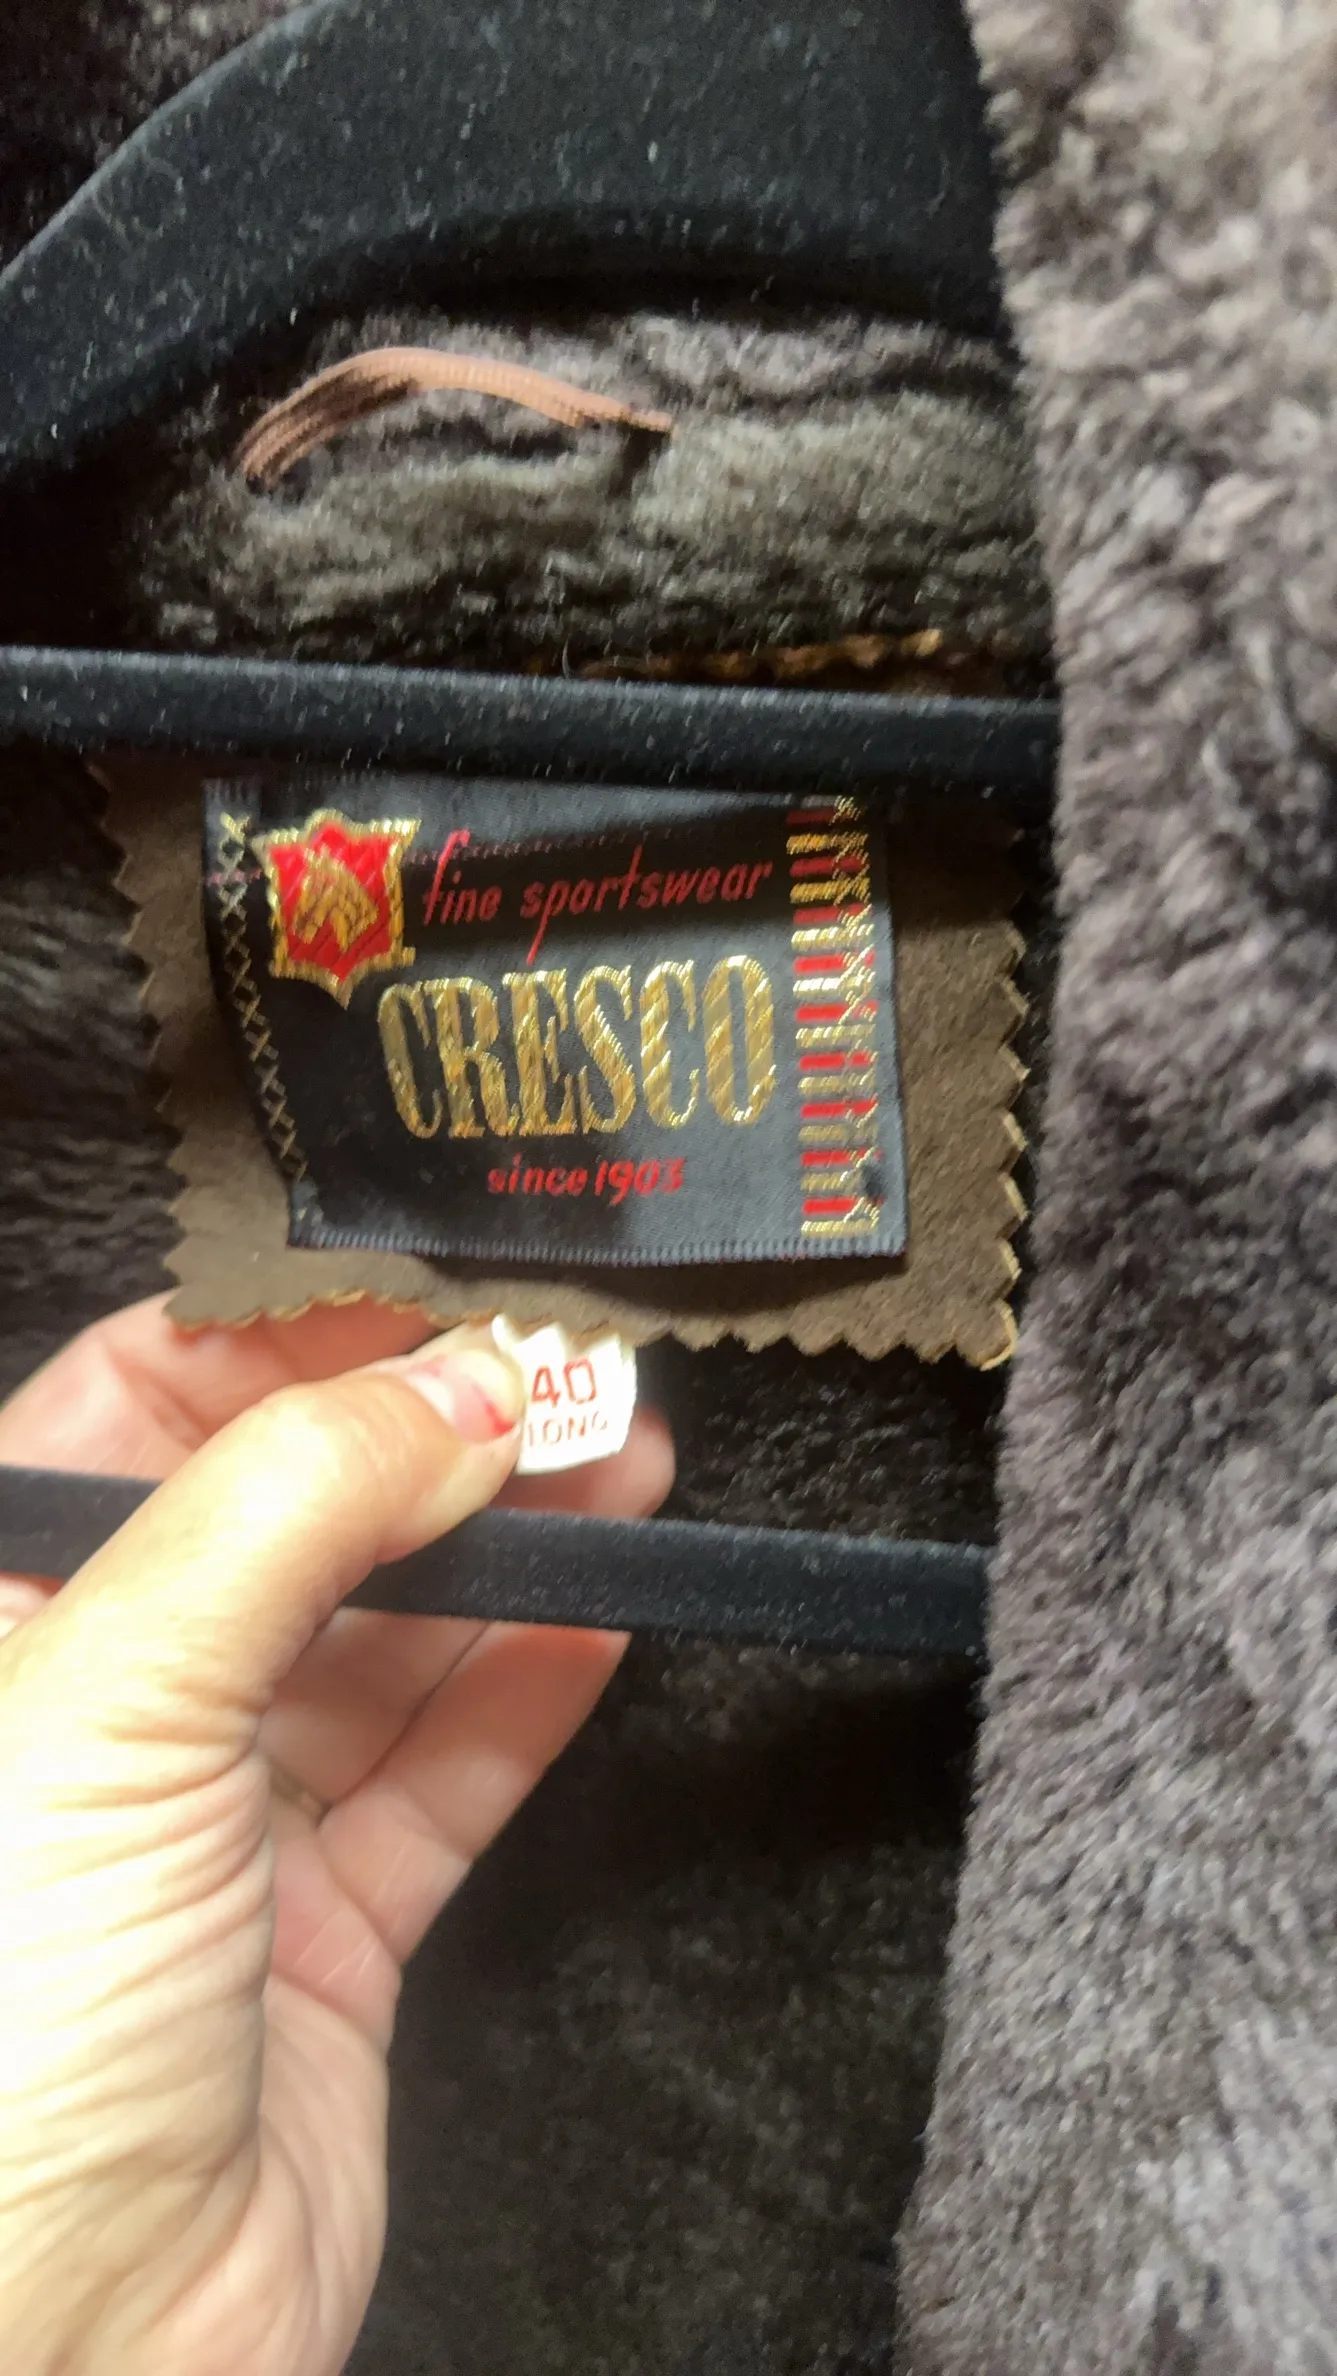 fine sportswear
CRESCO
since 1903
40
LONG